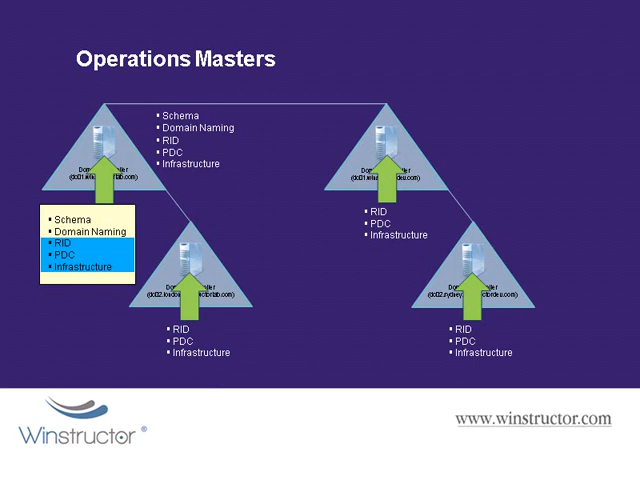 Operations Masters
▪ Schema
▪ Domain Naming
▪ RID
▪ PDC
▪ Infrastructure
▪ Schema
▪ Domain Naming
▪ RID
▪ PDC
▪ Infrastructure
▪ RID
▪ PDC
▪ Infrastructure
▪ RID
▪ PDC
▪ Infrastructure
▪ RID
▪ PDC
▪ Infrastructure
Winstructor ®
www.winstructor.com